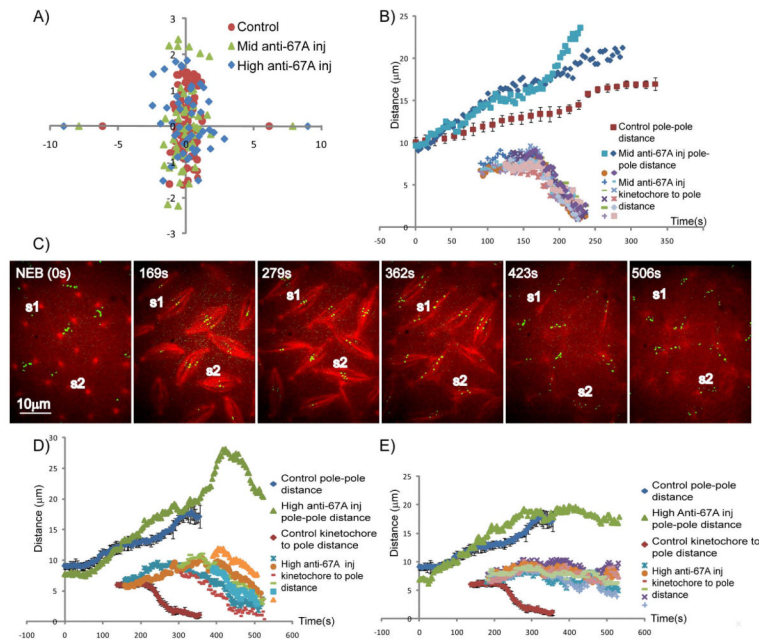 A)
3
2
1
0
-1
-2
-3
-10
-5
0
5
10
Control
Mid anti-67A inj
High anti-67A inj
B)
25
20
15
10
5
0
Distance (μm)
-50
0
50
100
150
200
250
300
350
Time(s)
Control pole-pole
distance
Mid anti-67A inj pole-
pole distance
Mid anti-67A inj
kinetochore to pole
distance
C)
NEB (0s)
169s
279s
362s
423s
506s
s1
s2
s2
s1
s2
s1
s2
10μm
D)
30
25
20
15
10
5
0
Distance (μm)
-100
0
100
200
300
400
500
600
Time(s)
Control pole-pole
distance
High anti-67A inj
pole-pole distance
Control kinetochore
to pole distance
High anti-67A inj
kinetochore to pole
distance
E)
25
20
15
10
5
0
Distance (μm)
-100
0
100
200
300
400
500
600
Time(s)
Control pole-pole
distance
High Anti-67A inj
pole-pole distance
Control kinetochore to
pole distance
High anti-67A inj
kinetochore to pole
distance